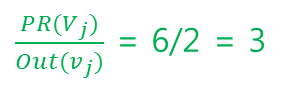 PR(V_j)/Out(v_j) = 6/2 = 3